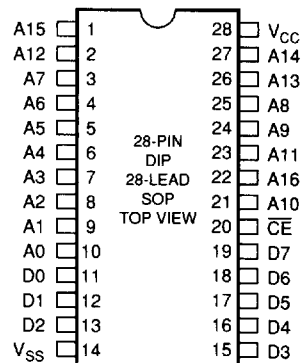 A15 1 28 V_CC
A12 2 27 A14
A7 3 26 A13
A6 4 25 A8
A5 5 24 A9
A4 6 23 A11
A3 7 22 A16
A2 8 21 A10
A1 9 20 C̅E̅
A0 10 19 D7
D0 11 18 D6
D1 12 17 D5
D2 13 16 D4
V_SS 14 15 D3
28-PIN
DIP
28-LEAD
SOP
TOP VIEW